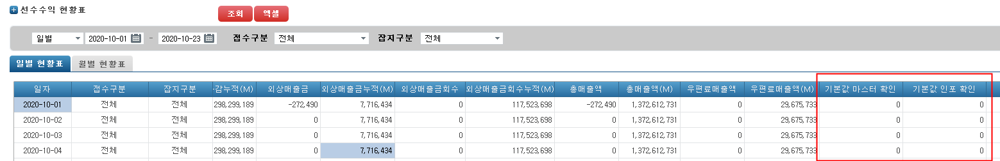 선수수익 현황표 조회 엑셀
일별 2020-10-01 - 2020-10-23 접수구분 전체 잡지구분 전체
일별 현황표 월별 현황표
일자 접수구분 잡지구분 감누적(M) 외상매출금 외상매출금누적(M) 외상매출금회수 외상매출금회수누적(M) 총매출액 총매출액(M) 우편료매출액 우편료매출액(M) 기본값 마스터 확인 기본값 인포 확인
2020-10-01 전체 전체 298,299,189 -272,490 7,716,434 0 117,523,698 -272,490 1,372,612,731 0 29,675,733 0 0
2020-10-02 전체 전체 298,299,189 0 7,716,434 0 117,523,698 0 1,372,612,731 0 29,675,733 0 0
2020-10-03 전체 전체 298,299,189 0 7,716,434 0 117,523,698 0 1,372,612,731 0 29,675,733 0 0
2020-10-04 전체 전체 298,299,189 0 7,716,434 0 117,523,698 0 1,372,612,731 0 29,675,733 0 0